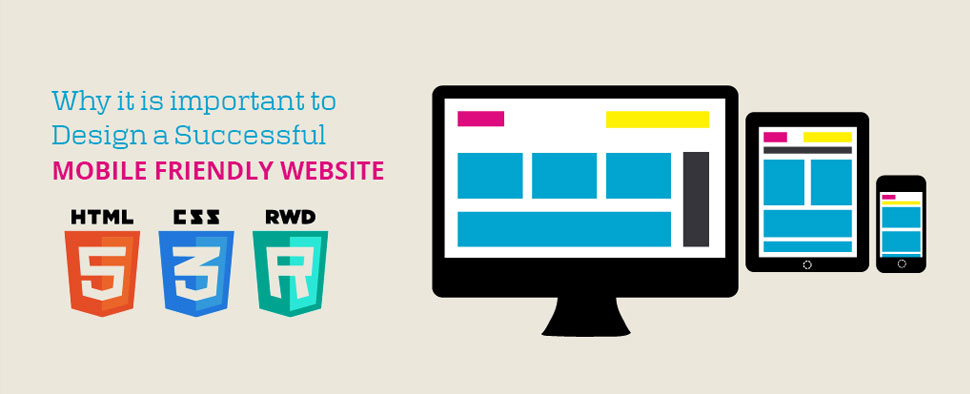 Why it is important to
Design a Successful
MOBILE FRIENDLY WEBSITE
HTML CSS RWD
5 3 R